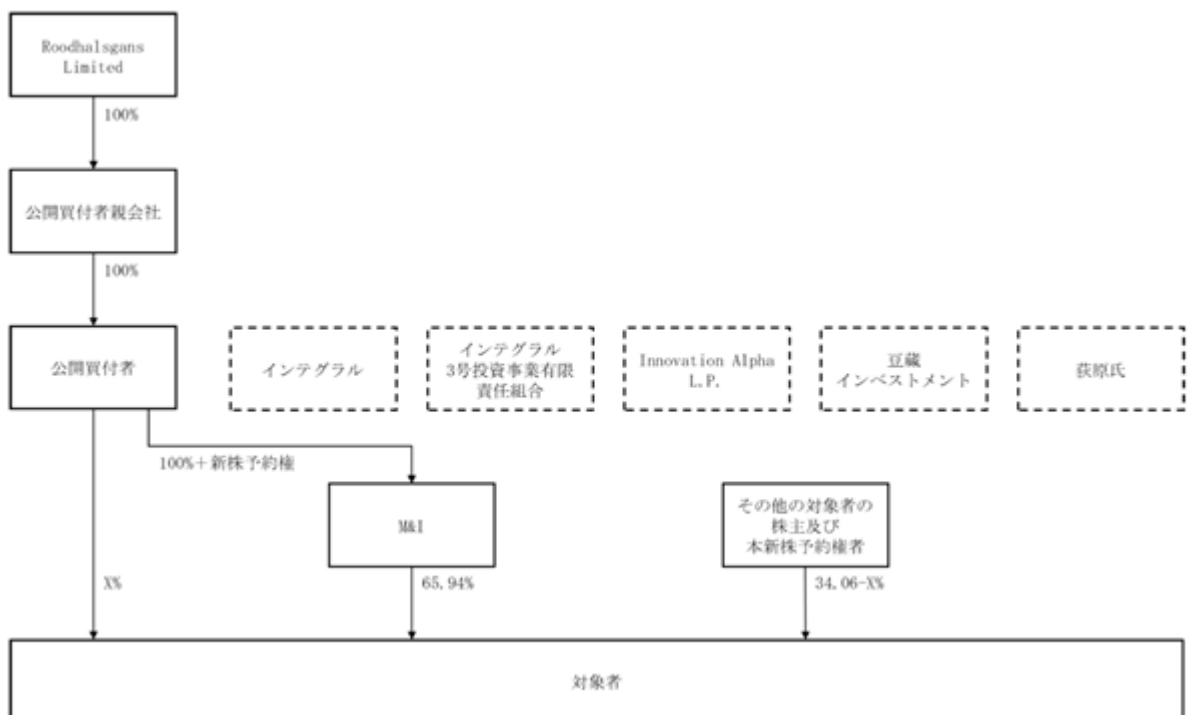 Roodhalsgans
Limited
100%
公開買付者親会社
100%
公開買付者
インテグラル
インテグラル
3号投資事業有限
責任組合
Innovation Alpha
L.P.
豆蔵
インベストメント
荻原氏
100%+新株予約権
M&I
その他の対象者の
株主及び
本新株予約権者
X%
65.94%
34.06-X%
対象者